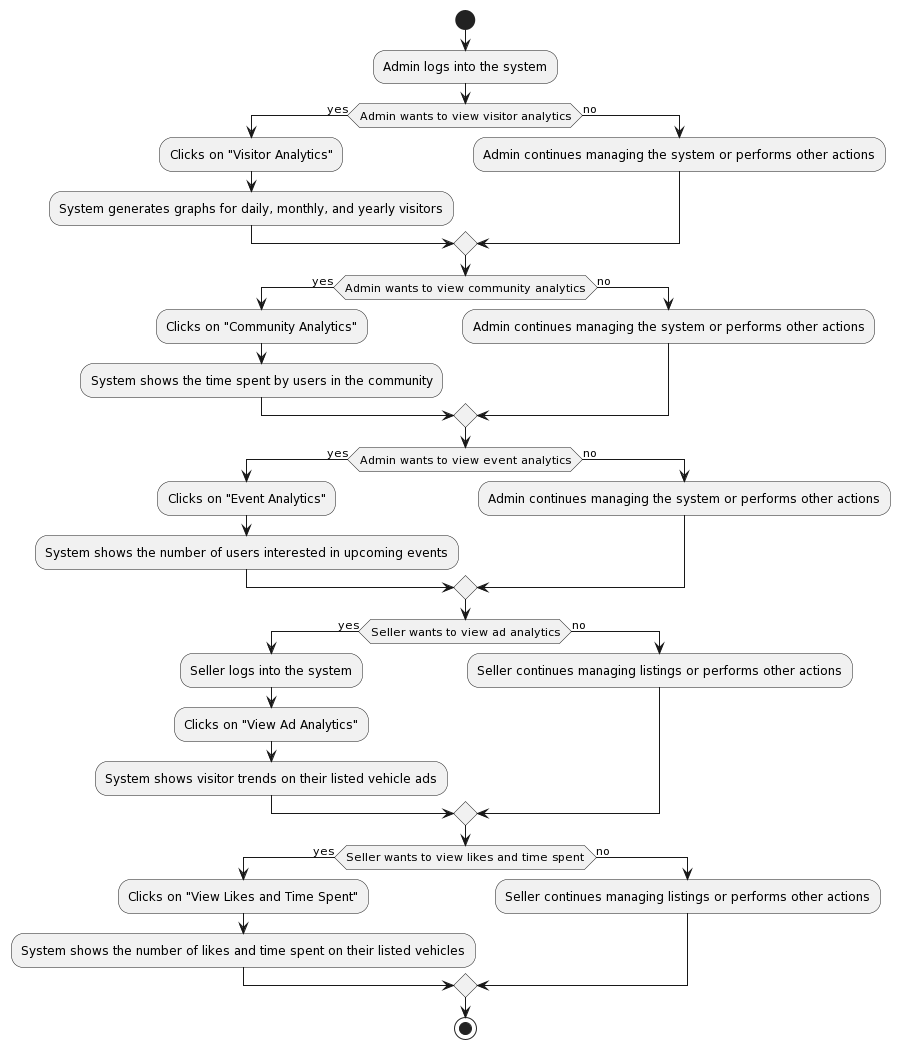 Admin logs into the system
yes
Admin wants to view visitor analytics
no
Clicks on "Visitor Analytics"
Admin continues managing the system or performs other actions
System generates graphs for daily, monthly, and yearly visitors
yes
Admin wants to view community analytics
no
Clicks on "Community Analytics"
Admin continues managing the system or performs other actions
System shows the time spent by users in the community
yes
Admin wants to view event analytics
no
Clicks on "Event Analytics"
Admin continues managing the system or performs other actions
System shows the number of users interested in upcoming events
yes
Seller wants to view ad analytics
no
Seller logs into the system
Seller continues managing listings or performs other actions
Clicks on "View Ad Analytics"
System shows visitor trends on their listed vehicle ads
yes
Seller wants to view likes and time spent
no
Clicks on "View Likes and Time Spent"
Seller continues managing listings or performs other actions
System shows the number of likes and time spent on their listed vehicles